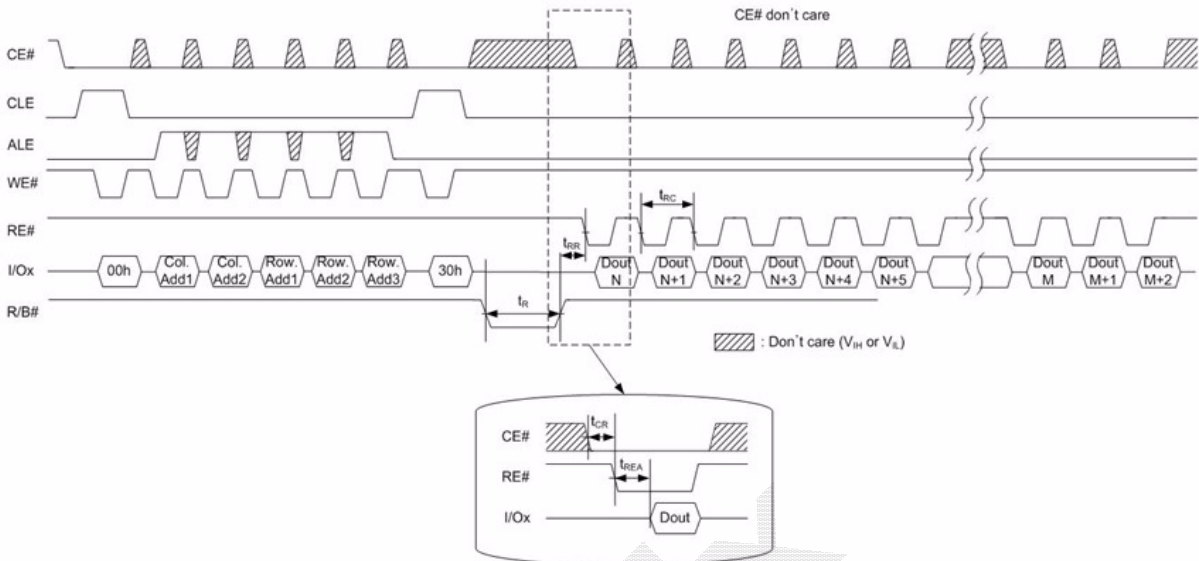 CE# don`t care
CE#
CLE
ALE
WE#
RE#
tRC
tRR
I/Ox
00h
Col. Add1
Col. Add2
Row. Add1
Row. Add2
Row. Add3
30h
Dout N
Dout N+1
Dout N+2
Dout N+3
Dout N+4
Dout N+5
Dout M
Dout M+1
Dout M+2
R/B#
tR
: Don`t care (VIH or VIL)
CE#
tCR
RE#
tREA
I/Ox
Dout